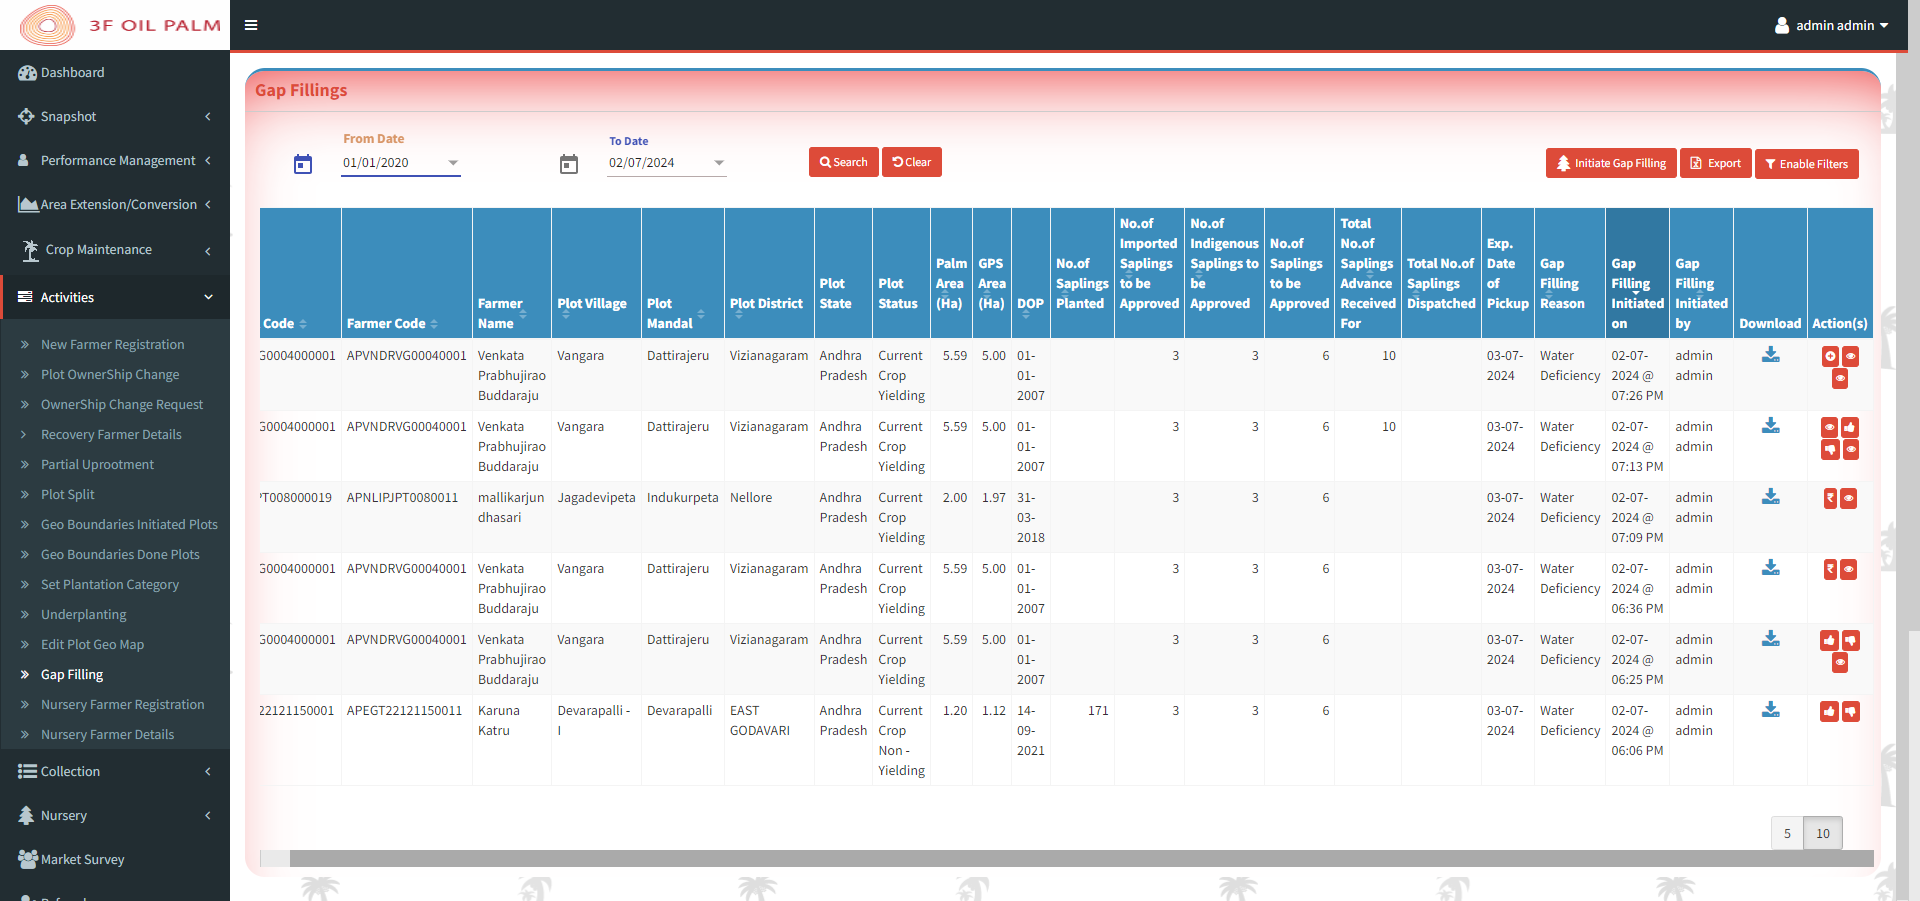 3F OIL PALM
admin admin
Dashboard
Snapshot
Performance Management
Area Extension/Conversion
Crop Maintenance
Activities
New Farmer Registration
Plot OwnerShip Change
OwnerShip Change Request
Recovery Farmer Details
Partial Uprootment
Plot Split
Geo Boundaries Initiated Plots
Geo Boundaries Done Plots
Set Plantation Category
Underplanting
Edit Plot Geo Map
Gap Filling
Nursery Farmer Registration
Nursery Farmer Details
Collection
Nursery
Market Survey
Gap Fillings
From Date
01/01/2020
To Date
02/07/2024
Search Clear
Initiate Gap Filling Export Enable Filters
Code Farmer Code Farmer Name Plot Village Plot Mandal Plot District Plot State Plot Status Palm Area (Ha) GPS Area (Ha) DOP No.of Saplings Planted No.of Imported Saplings to be Approved No.of Indigenous Saplings to be Approved No.of Saplings to be Approved Total No.of Saplings Advance Received For Total No.of Saplings Dispatched Exp. Date of Pickup Gap Filling Reason Gap Filling Initiated on Gap Filling Initiated by Download Action(s)
G0004000001 APVNDRVG00040001 Venkata Prabhujirao Buddaraju Vangara Dattirajeru Vizianagaram Andhra Pradesh Current Crop Yielding 5.59 5.00 01-01-2007 3 3 6 10 03-07-2024 Water Deficiency 02-07-2024 @ 07:26 PM admin admin
G0004000001 APVNDRVG00040001 Venkata Prabhujirao Buddaraju Vangara Dattirajeru Vizianagaram Andhra Pradesh Current Crop Yielding 5.59 5.00 01-01-2007 3 3 6 10 03-07-2024 Water Deficiency 02-07-2024 @ 07:13 PM admin admin
PT008000019 APNLIPJPT0080011 mallikarjun dhasari Jagadevipeta Indukurpeta Nellore Andhra Pradesh Current Crop Yielding 2.00 1.97 31-03-2018 3 3 6 03-07-2024 Water Deficiency 02-07-2024 @ 07:09 PM admin admin ₹
G0004000001 APVNDRVG00040001 Venkata Prabhujirao Buddaraju Vangara Dattirajeru Vizianagaram Andhra Pradesh Current Crop Yielding 5.59 5.00 01-01-2007 3 3 6 03-07-2024 Water Deficiency 02-07-2024 @ 06:36 PM admin admin ₹
G0004000001 APVNDRVG00040001 Venkata Prabhujirao Buddaraju Vangara Dattirajeru Vizianagaram Andhra Pradesh Current Crop Yielding 5.59 5.00 01-01-2007 3 3 6 03-07-2024 Water Deficiency 02-07-2024 @ 06:25 PM admin admin
22121150001 APEGT22121150011 Karuna Katru Devarapalli - I Devarapalli EAST GODAVARI Andhra Pradesh Current Crop Non - Yielding 1.20 1.12 14-09-2021 171 3 3 6 03-07-2024 Water Deficiency 02-07-2024 @ 06:06 PM admin admin
5 10